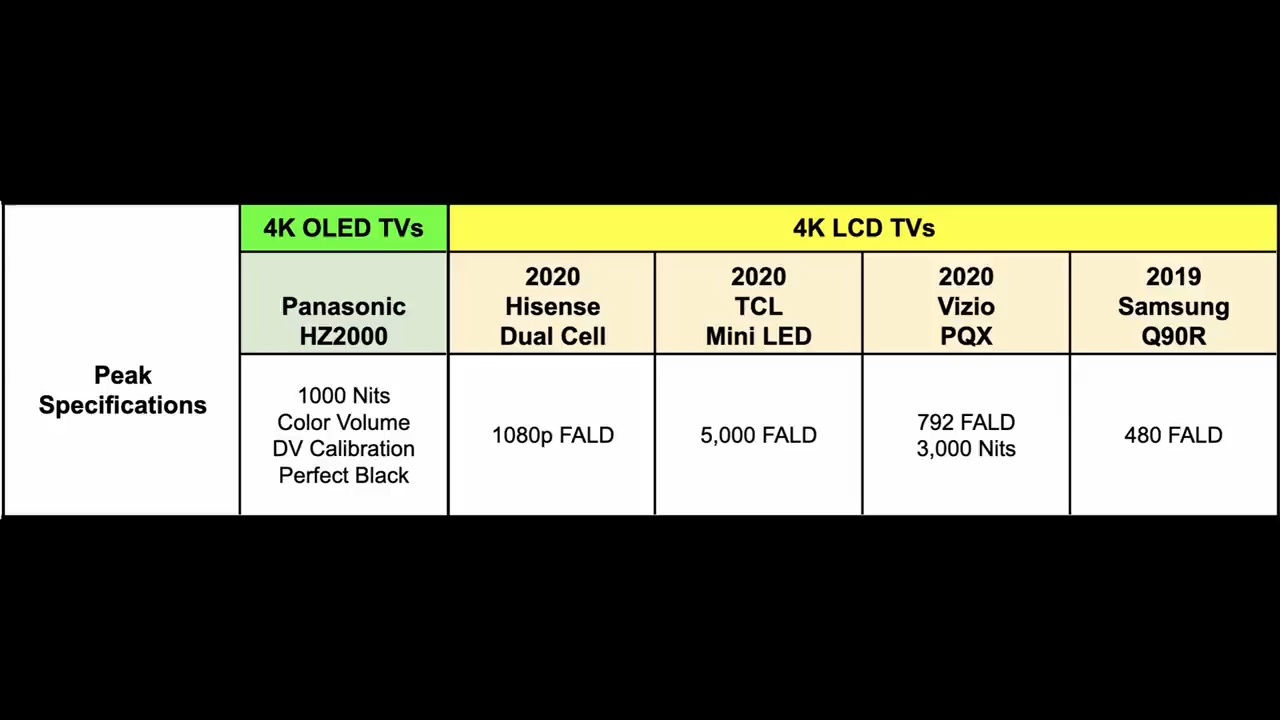 4K OLED TVs
4K LCD TVs
Panasonic
HZ2000
2020
Hisense
Dual Cell
2020
TCL
Mini LED
2020
Vizio
PQX
2019
Samsung
Q90R
Peak
Specifications
1000 Nits
Color Volume
DV Calibration
Perfect Black
1080p FALD
5,000 FALD
792 FALD
3,000 Nits
480 FALD